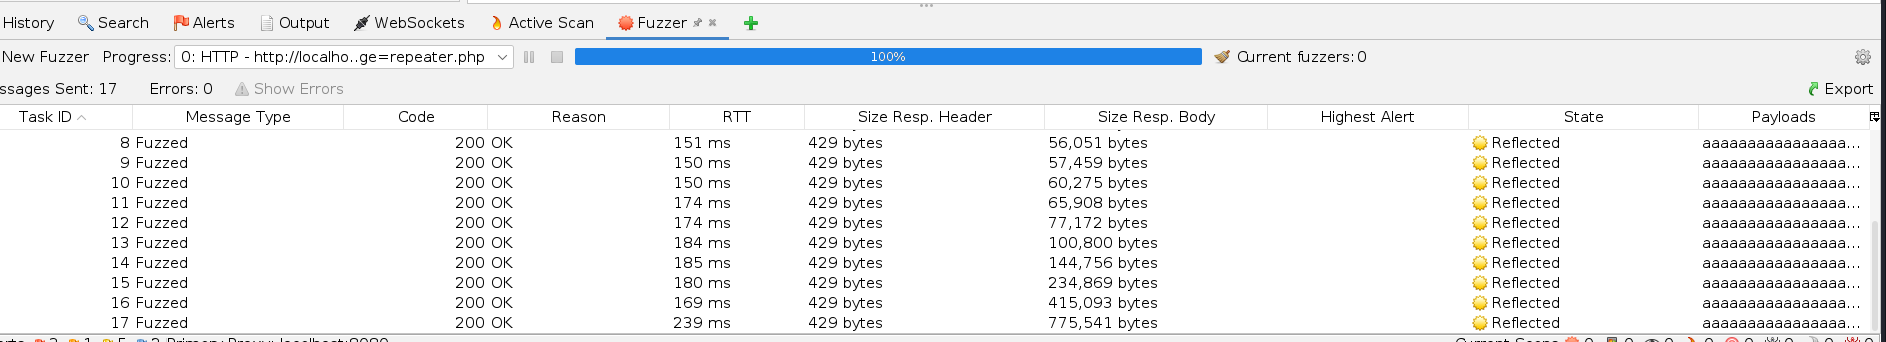 History Search Alerts Output WebSockets Active Scan Fuzzer
New Fuzzer Progress: 0: HTTP - http://localho..ge=repeater.php 100% Current fuzzers: 0
ssages Sent: 17 Errors: 0 Show Errors Export
Task ID Message Type Code Reason RTT Size Resp. Header Size Resp. Body Highest Alert State Payloads
8 Fuzzed 200 OK 151 ms 429 bytes 56,051 bytes Reflected aaaaaaaaaaaaaaaa...
9 Fuzzed 200 OK 150 ms 429 bytes 57,459 bytes Reflected aaaaaaaaaaaaaaaa...
10 Fuzzed 200 OK 150 ms 429 bytes 60,275 bytes Reflected aaaaaaaaaaaaaaaa...
11 Fuzzed 200 OK 174 ms 429 bytes 65,908 bytes Reflected aaaaaaaaaaaaaaaa...
12 Fuzzed 200 OK 174 ms 429 bytes 77,172 bytes Reflected aaaaaaaaaaaaaaaa...
13 Fuzzed 200 OK 184 ms 429 bytes 100,800 bytes Reflected aaaaaaaaaaaaaaaa...
14 Fuzzed 200 OK 185 ms 429 bytes 144,756 bytes Reflected aaaaaaaaaaaaaaaa...
15 Fuzzed 200 OK 180 ms 429 bytes 234,869 bytes Reflected aaaaaaaaaaaaaaaa...
16 Fuzzed 200 OK 169 ms 429 bytes 415,093 bytes Reflected aaaaaaaaaaaaaaaa...
17 Fuzzed 200 OK 239 ms 429 bytes 775,541 bytes Reflected aaaaaaaaaaaaaaaa...
Primary Proxy: localhost:8080 Current Scans